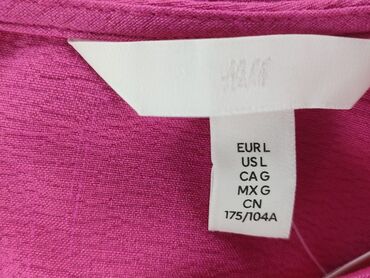 H&M
EUR L
US L
CA G
MX G
CN
175/104A